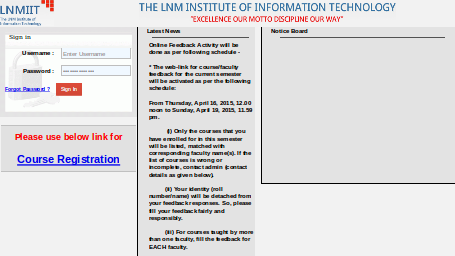 LNMIIT
The LNM Institute of
Information Technology
THE LNM INSTITUTE OF INFORMATION TECHNOLOGY
"EXCELLENCE OUR MOTTO DISCIPLINE OUR WAY"
Sign in
Username :
Enter Username
Password :
Forgot Password ?
Sign in
Please use below link for
Course Registration
Latest News
Online Feedback Activity will be
done as per following schedule -
* The web-link for course/faculty
feedback for the current semester
will be activated as per the following
schedule:
From Thursday, April 16, 2015, 12.00
noon to Sunday, April 19, 2015, 11.59
pm.
(i) Only the courses that you
have enrolled for in this semester
will be listed, matched with
corresponding faculty name(s). If the
list of courses is wrong or
incomplete, contact admin (contact
details as given below).
(ii) Your identity (roll
number/name) will be detached from
your feedback responses. So, please
fill your feedback fairly and
responsibly.
(iii) For courses taught by more
than one faculty, fill the feedback for
EACH faculty.
Notice Board